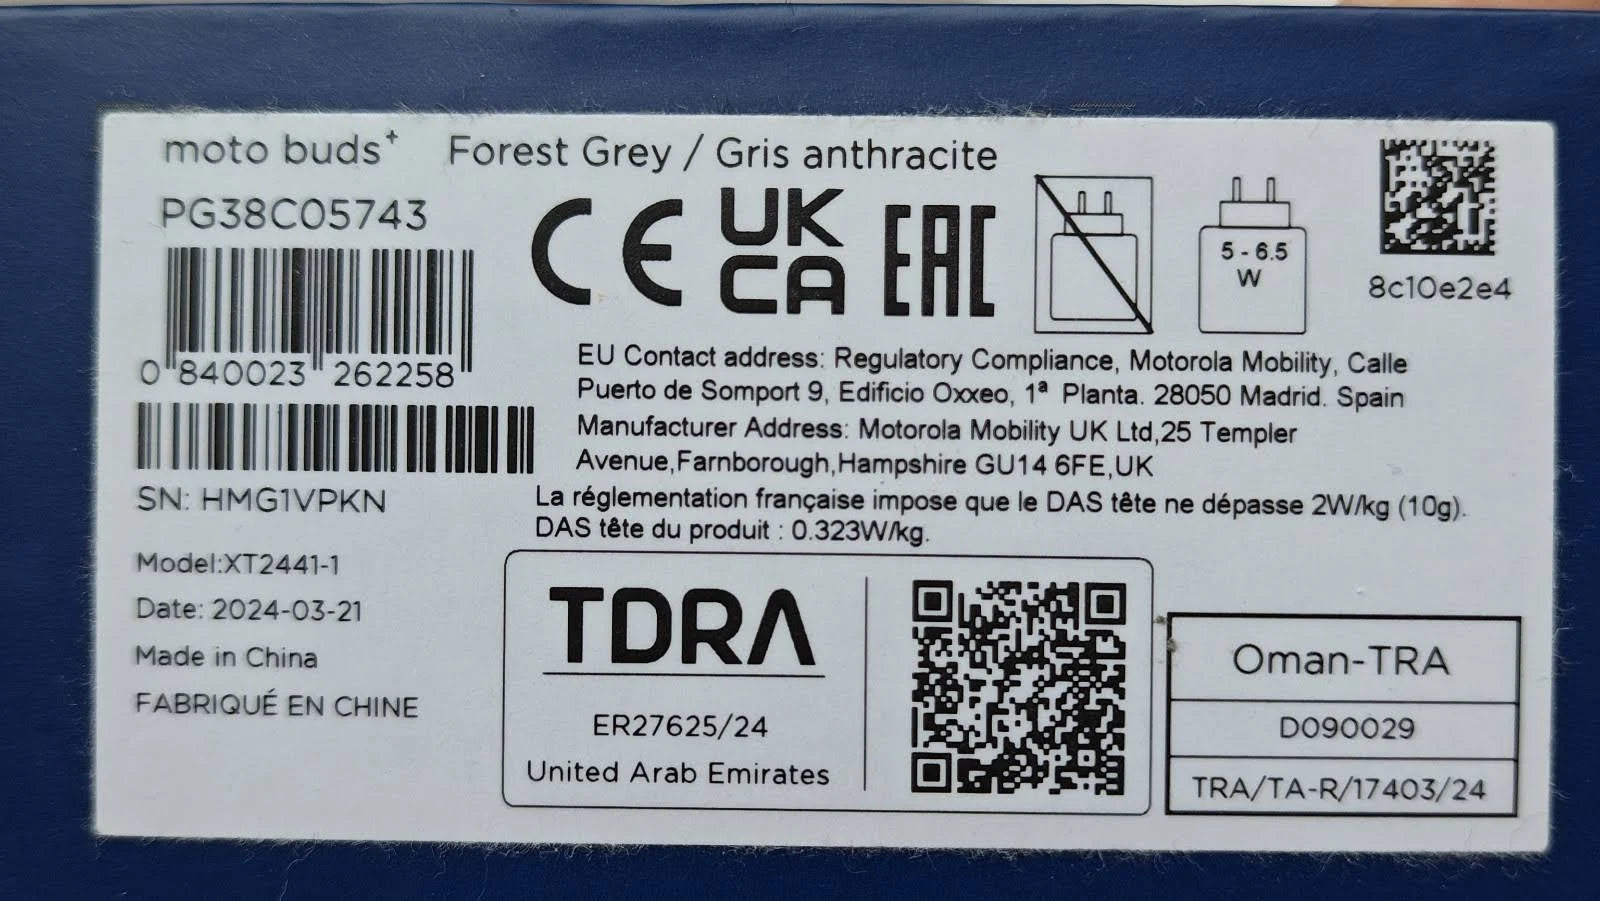 moto buds+ Forest Grey / Gris anthracite
PG38C05743
CE UK CA EAC
5 - 6.5
W
8c10e2e4
0 840023 262258
EU Contact address: Regulatory Compliance, Motorola Mobility, Calle
Puerto de Somport 9, Edificio Oxxeo, 1ª Planta. 28050 Madrid. Spain
Manufacturer Address: Motorola Mobility UK Ltd,25 Templer
Avenue,Farnborough,Hampshire GU14 6FE,UK
SN: HMG1VPKN
La réglementation française impose que le DAS tête ne dépasse 2W/kg (10g).
DAS tête du produit : 0.323W/kg.
Model:XT2441-1
Date: 2024-03-21
Made in China
FABRIQUÉ EN CHINE
TDRA
ER27625/24
United Arab Emirates
Oman-TRA
D090029
TRA/TA-R/17403/24